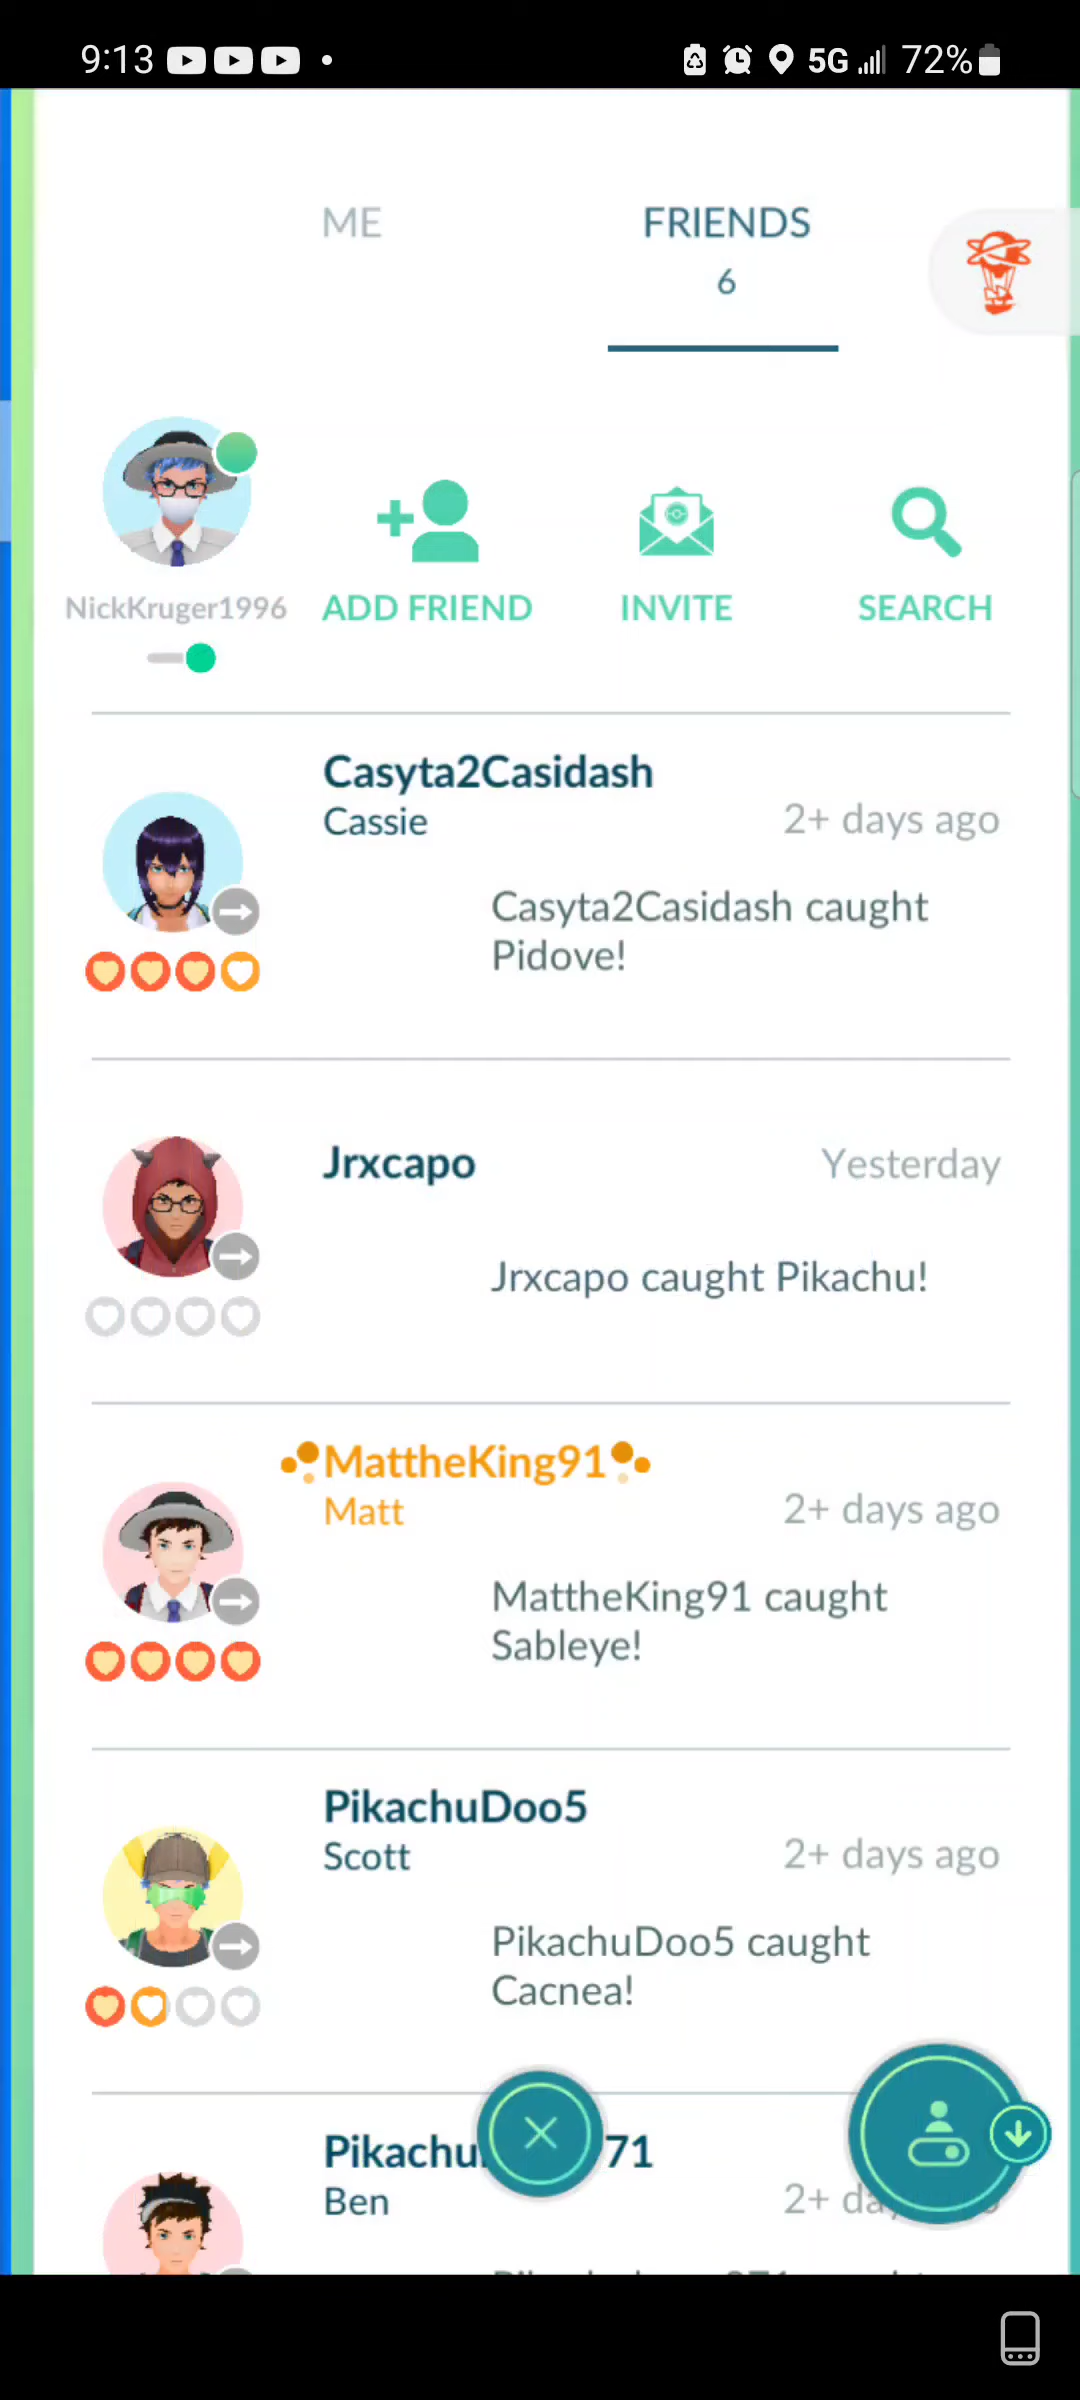 9:13
5G 72%
ME
FRIENDS
6
NickKruger1996
ADD FRIEND
INVITE
SEARCH
Casyta2Casidash
Cassie
2+ days ago
Casyta2Casidash caught
Pidove!
Jrxcapo
Yesterday
Jrxcapo caught Pikachu!
MattheKing91
Matt
2+ days ago
MattheKing91 caught
Sableye!
PikachuDoo5
Scott
2+ days ago
PikachuDoo5 caught
Cacnea!
Ben
2+